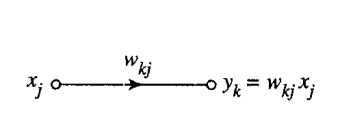 w_kj
x_j y_k = w_kj x_j